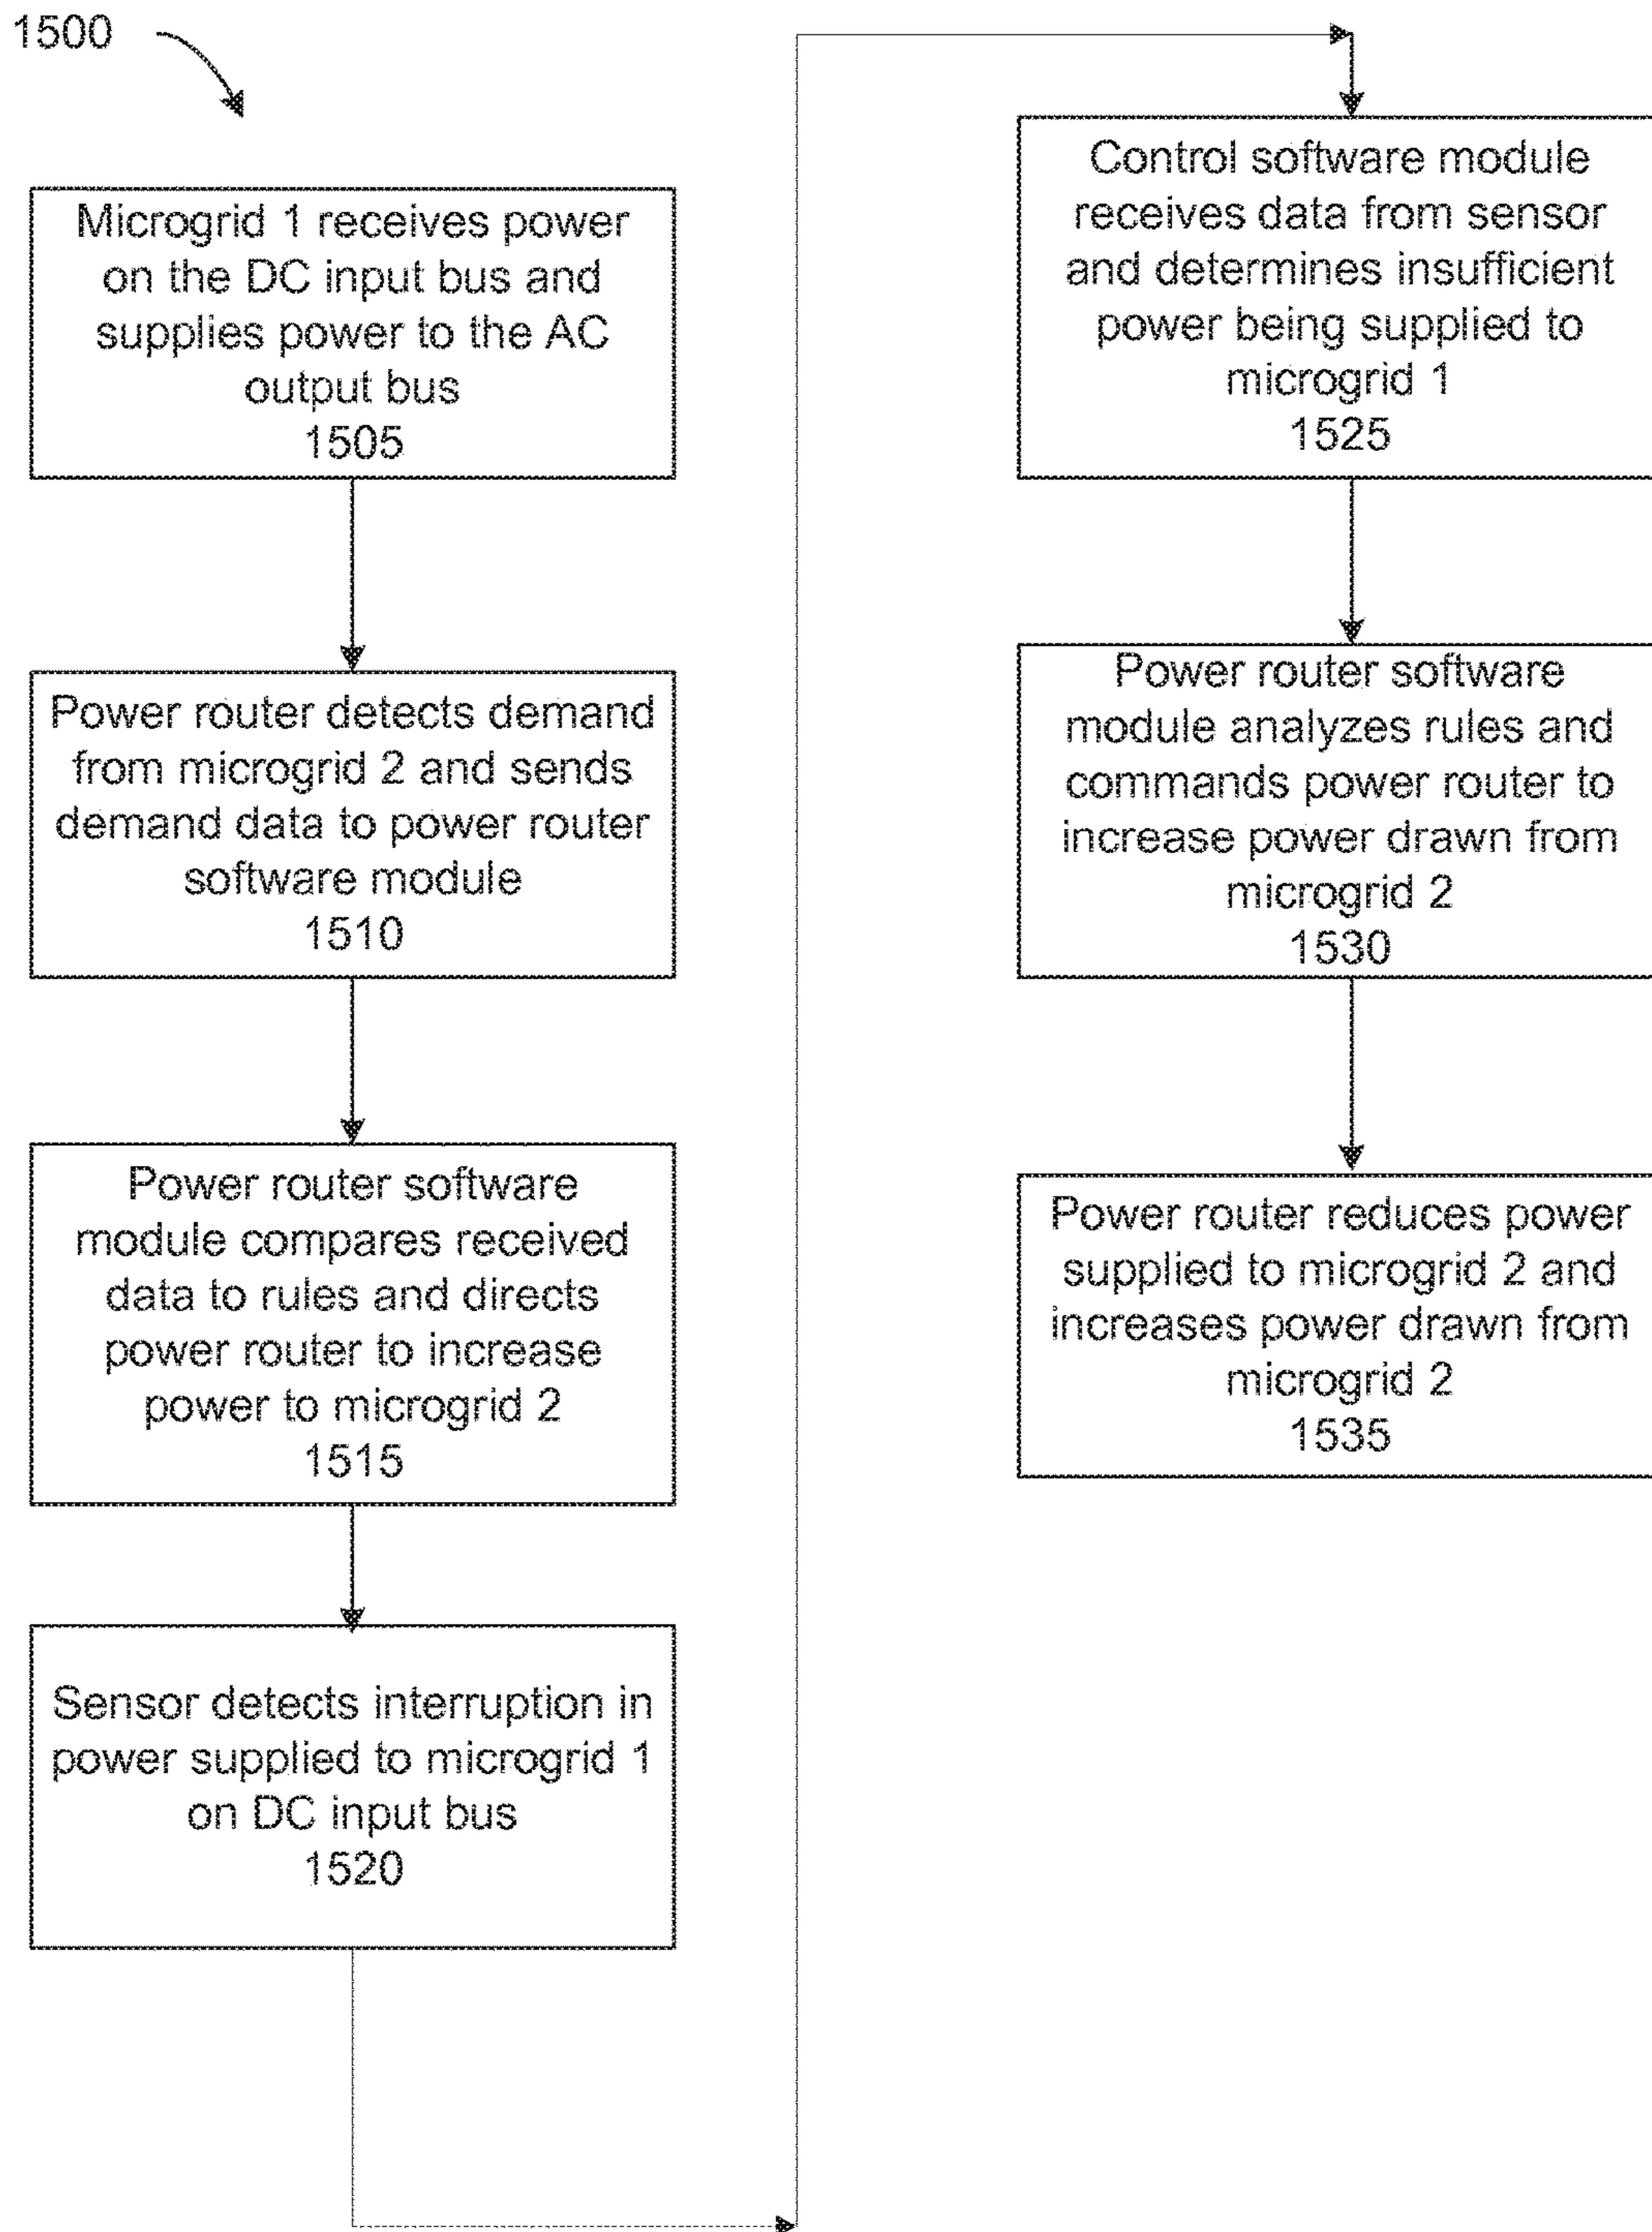 1500
Microgrid 1 receives power
on the DC input bus and
supplies power to the AC
output bus
1505
Power router detects demand
from microgrid 2 and sends
demand data to power router
software module
1510
Power router software
module compares received
data to rules and directs
power router to increase
power to microgrid 2
1515
Sensor detects interruption in
power supplied to microgrid 1
on DC input bus
1520
Control software module
receives data from sensor
and determines insufficient
power being supplied to
microgrid 1
1525
Power router software
module analyzes rules and
commands power router to
increase power drawn from
microgrid 2
1530
Power router reduces power
supplied to microgrid 2 and
increases power drawn from
microgrid 2
1535